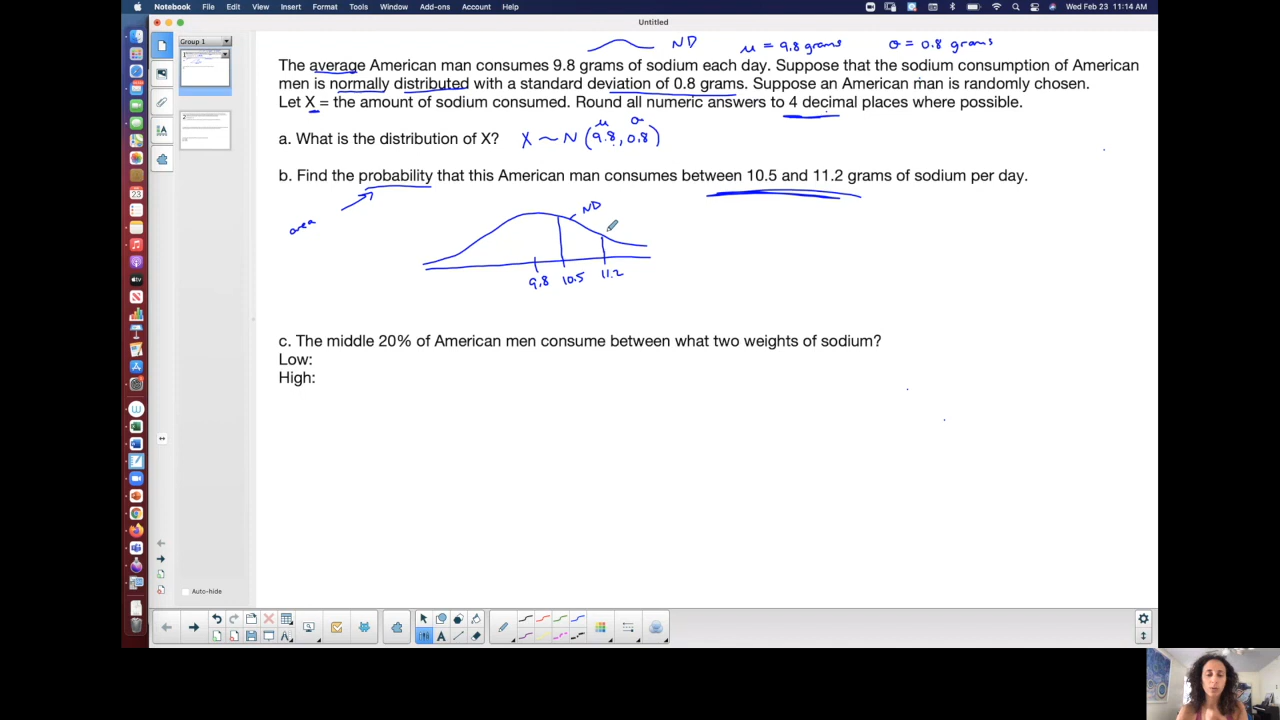 Notebook File Edit View Insert Format Tools Window Add-ons Account Help Wed Feb 23 11:14 AM
Untitled
Group 1
ND μ = 9.8 grams σ = 0.8 grams
The average American man consumes 9.8 grams of sodium each day. Suppose that the sodium consumption of American
men is normally distributed with a standard deviation of 0.8 grams. Suppose an American man is randomly chosen.
Let X = the amount of sodium consumed. Round all numeric answers to 4 decimal places where possible.
μ σ
a. What is the distribution of X? X ~ N (9.8, 0.8)
b. Find the probability that this American man consumes between 10.5 and 11.2 grams of sodium per day.
area
ND
9.8 10.5 11.2
c. The middle 20% of American men consume between what two weights of sodium?
Low:
High:
Auto-hide